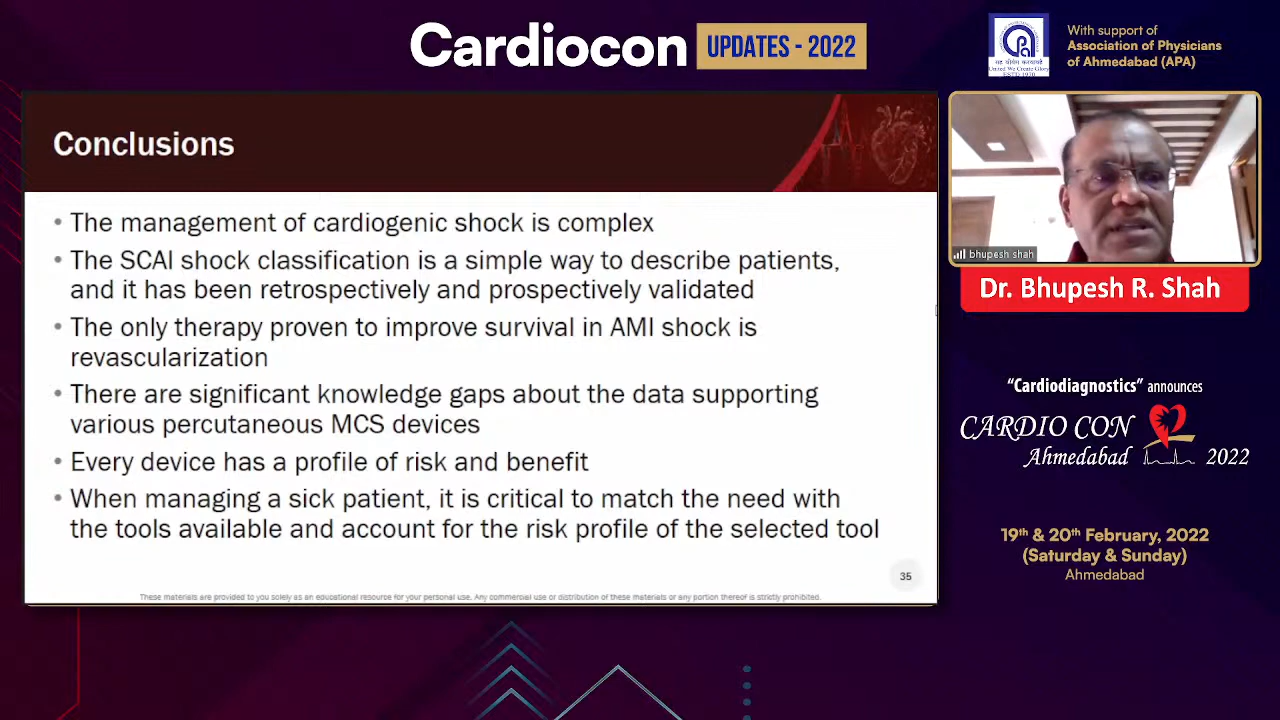 Cardiocon
UPDATES - 2022
With support of
Association of Physicians
of Ahmedabad (APA)
United We Create Glory
ESTD 1970
Conclusions
• The management of cardiogenic shock is complex
• The SCAI shock classification is a simple way to describe patients,
and it has been retrospectively and prospectively validated
• The only therapy proven to improve survival in AMI shock is
revascularization
• There are significant knowledge gaps about the data supporting
various percutaneous MCS devices
• Every device has a profile of risk and benefit
• When managing a sick patient, it is critical to match the need with
the tools available and account for the risk profile of the selected tool
35
These materials are provided to you solely as an educational resource for your personal use. Any commercial use or distribution of these materials or any portion thereof is strictly prohibited.
bhupesh shah
Dr. Bhupesh R. Shah
“Cardiodiagnostics” announces
CARDIO CON
Ahmedabad 2022
19th & 20th February, 2022
(Saturday & Sunday)
Ahmedabad